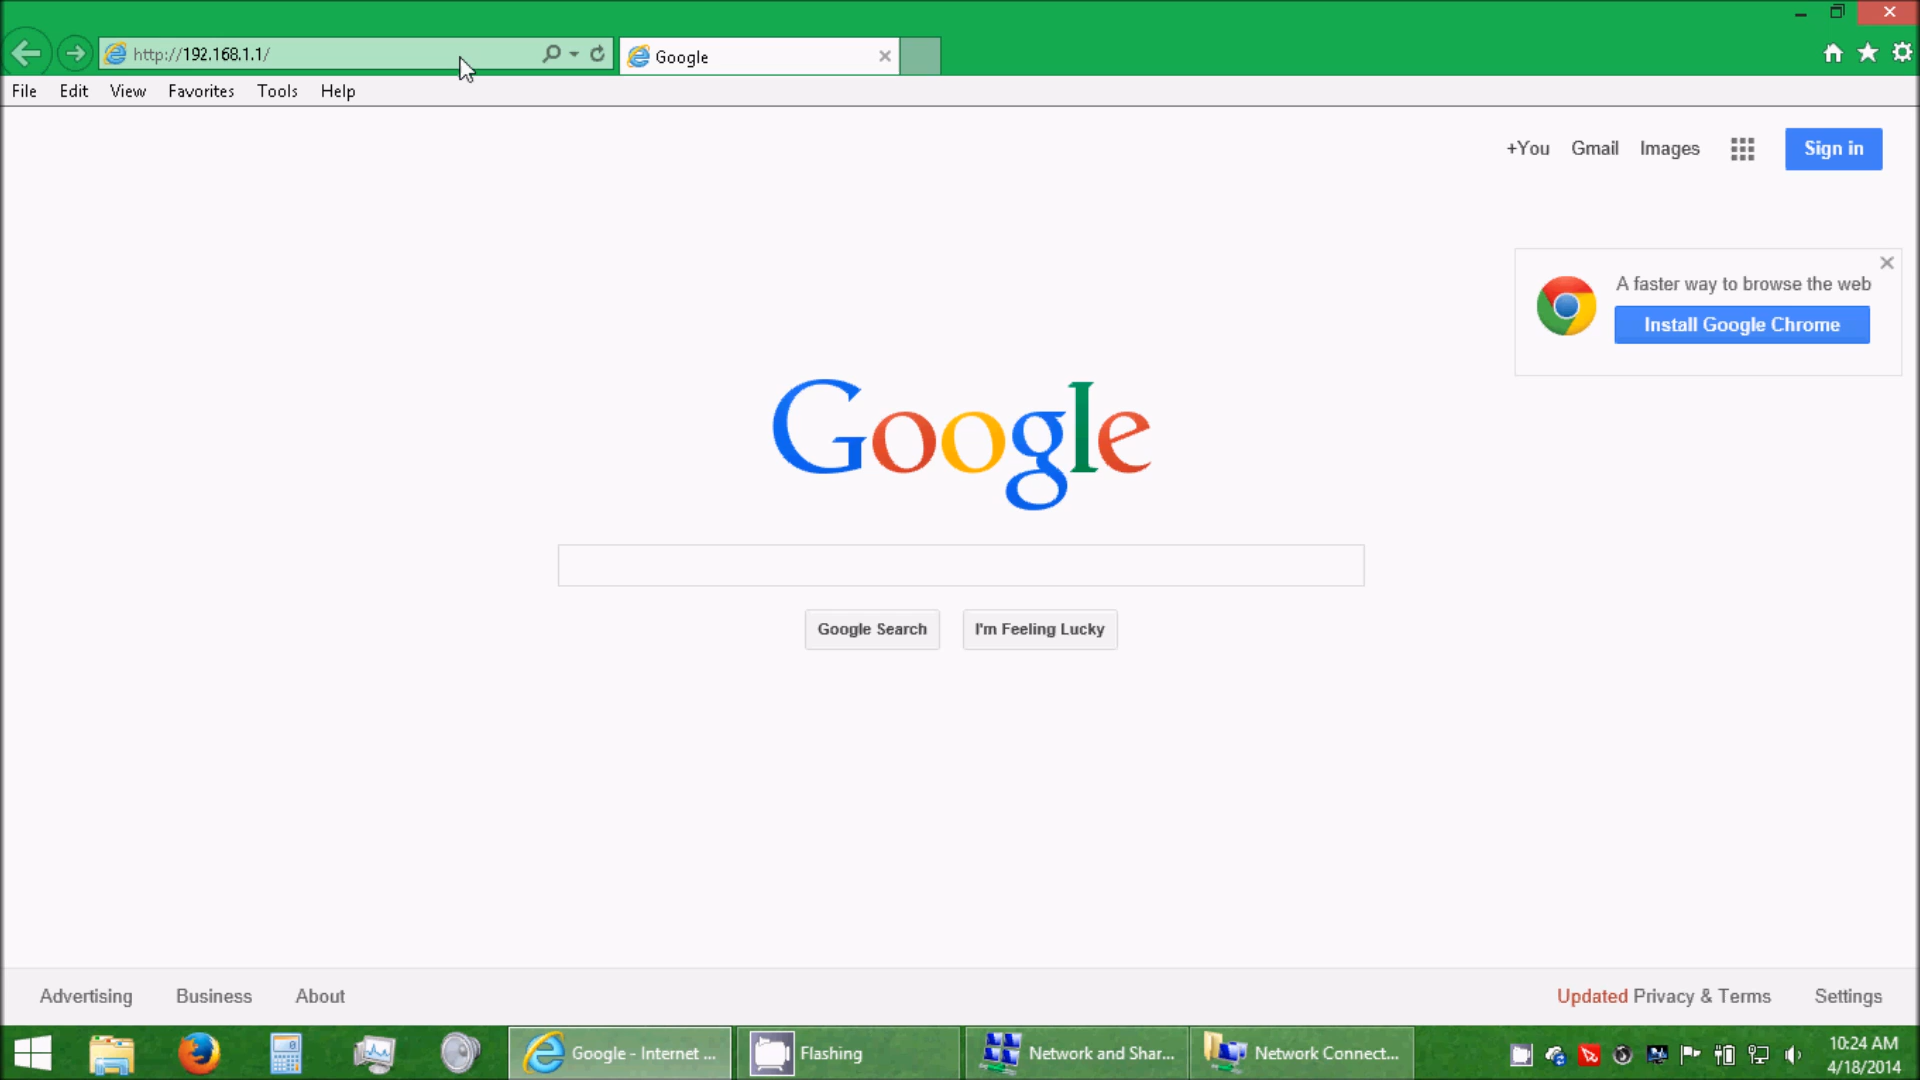 http://192.168.1.1/
Google
File Edit View Favorites Tools Help
+You Gmail Images Sign in
A faster way to browse the web
Install Google Chrome
Google
Google Search I'm Feeling Lucky
Advertising Business About Updated Privacy & Terms Settings
Google - Internet ... Flashing Network and Shar... Network Connect...
10:24 AM
4/18/2014